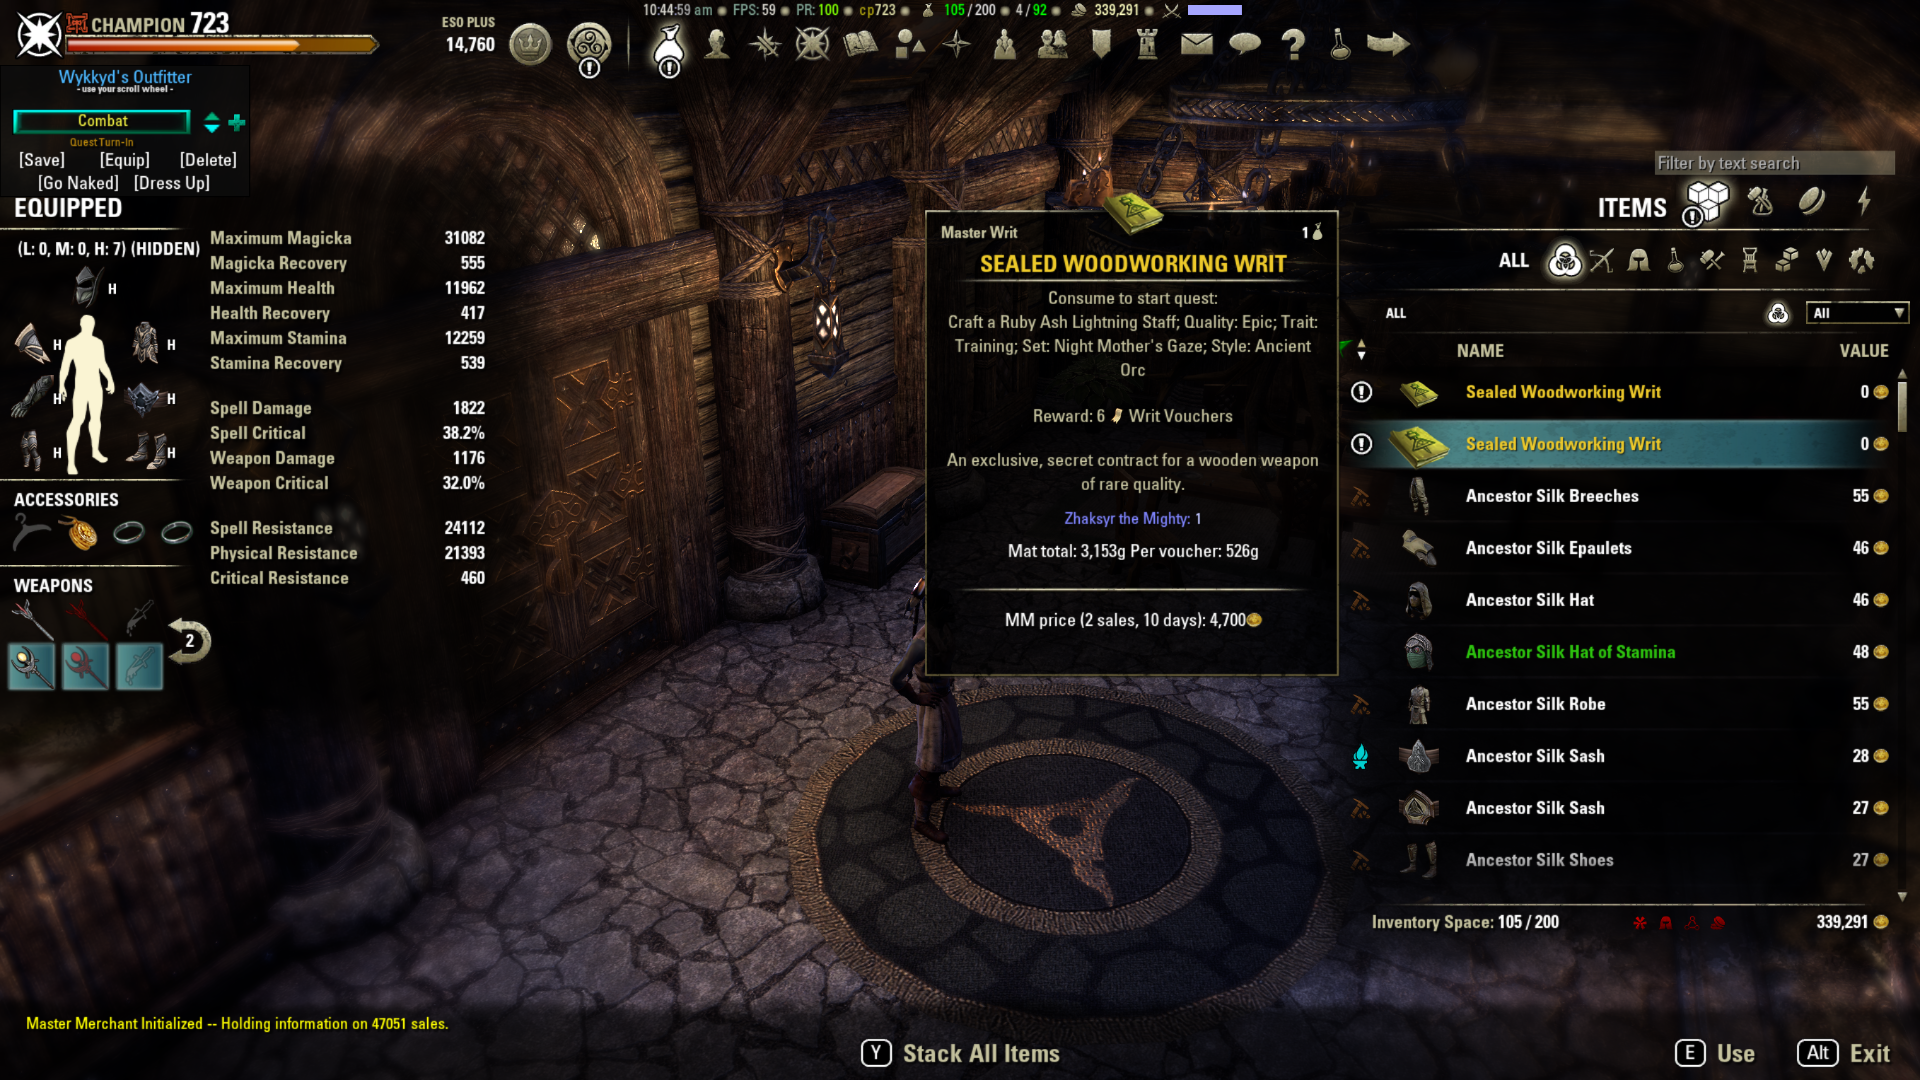 10:44:59 am FPS: 59 PR: 100 cp723 105 / 200 4 / 92 339,291
CHAMPION 723
ESO PLUS
14,760
Wykkyd's Outfitter
- use your scroll wheel -
Combat
Quest Turn-In
[Save] [Equip] [Delete]
[Go Naked] [Dress Up]
EQUIPPED
(L: 0, M: 0, H: 7) (HIDDEN)
H
H H
H H
H H
ACCESSORIES
WEAPONS
2
Maximum Magicka 31082
Magicka Recovery 555
Maximum Health 11962
Health Recovery 417
Maximum Stamina 12259
Stamina Recovery 539
Spell Damage 1822
Spell Critical 38.2%
Weapon Damage 1176
Weapon Critical 32.0%
Spell Resistance 24112
Physical Resistance 21393
Critical Resistance 460
Master Writ 1
SEALED WOODWORKING WRIT
Consume to start quest:
Craft a Ruby Ash Lightning Staff; Quality: Epic; Trait:
Training; Set: Night Mother's Gaze; Style: Ancient
Orc
Reward: 6 Writ Vouchers
An exclusive, secret contract for a wooden weapon
of rare quality.
Zhaksyr the Mighty: 1
Mat total: 3,153g Per voucher: 526g
MM price (2 sales, 10 days): 4,700
Filter by text search
ITEMS
ALL
ALL All
NAME VALUE
Sealed Woodworking Writ 0
Sealed Woodworking Writ 0
Ancestor Silk Breeches 55
Ancestor Silk Epaulets 46
Ancestor Silk Hat 46
Ancestor Silk Hat of Stamina 48
Ancestor Silk Robe 55
Ancestor Silk Sash 28
Ancestor Silk Sash 27
Ancestor Silk Shoes 27
Inventory Space: 105 / 200 339,291
Master Merchant Initialized -- Holding information on 47051 sales.
Y Stack All Items
E Use Alt Exit